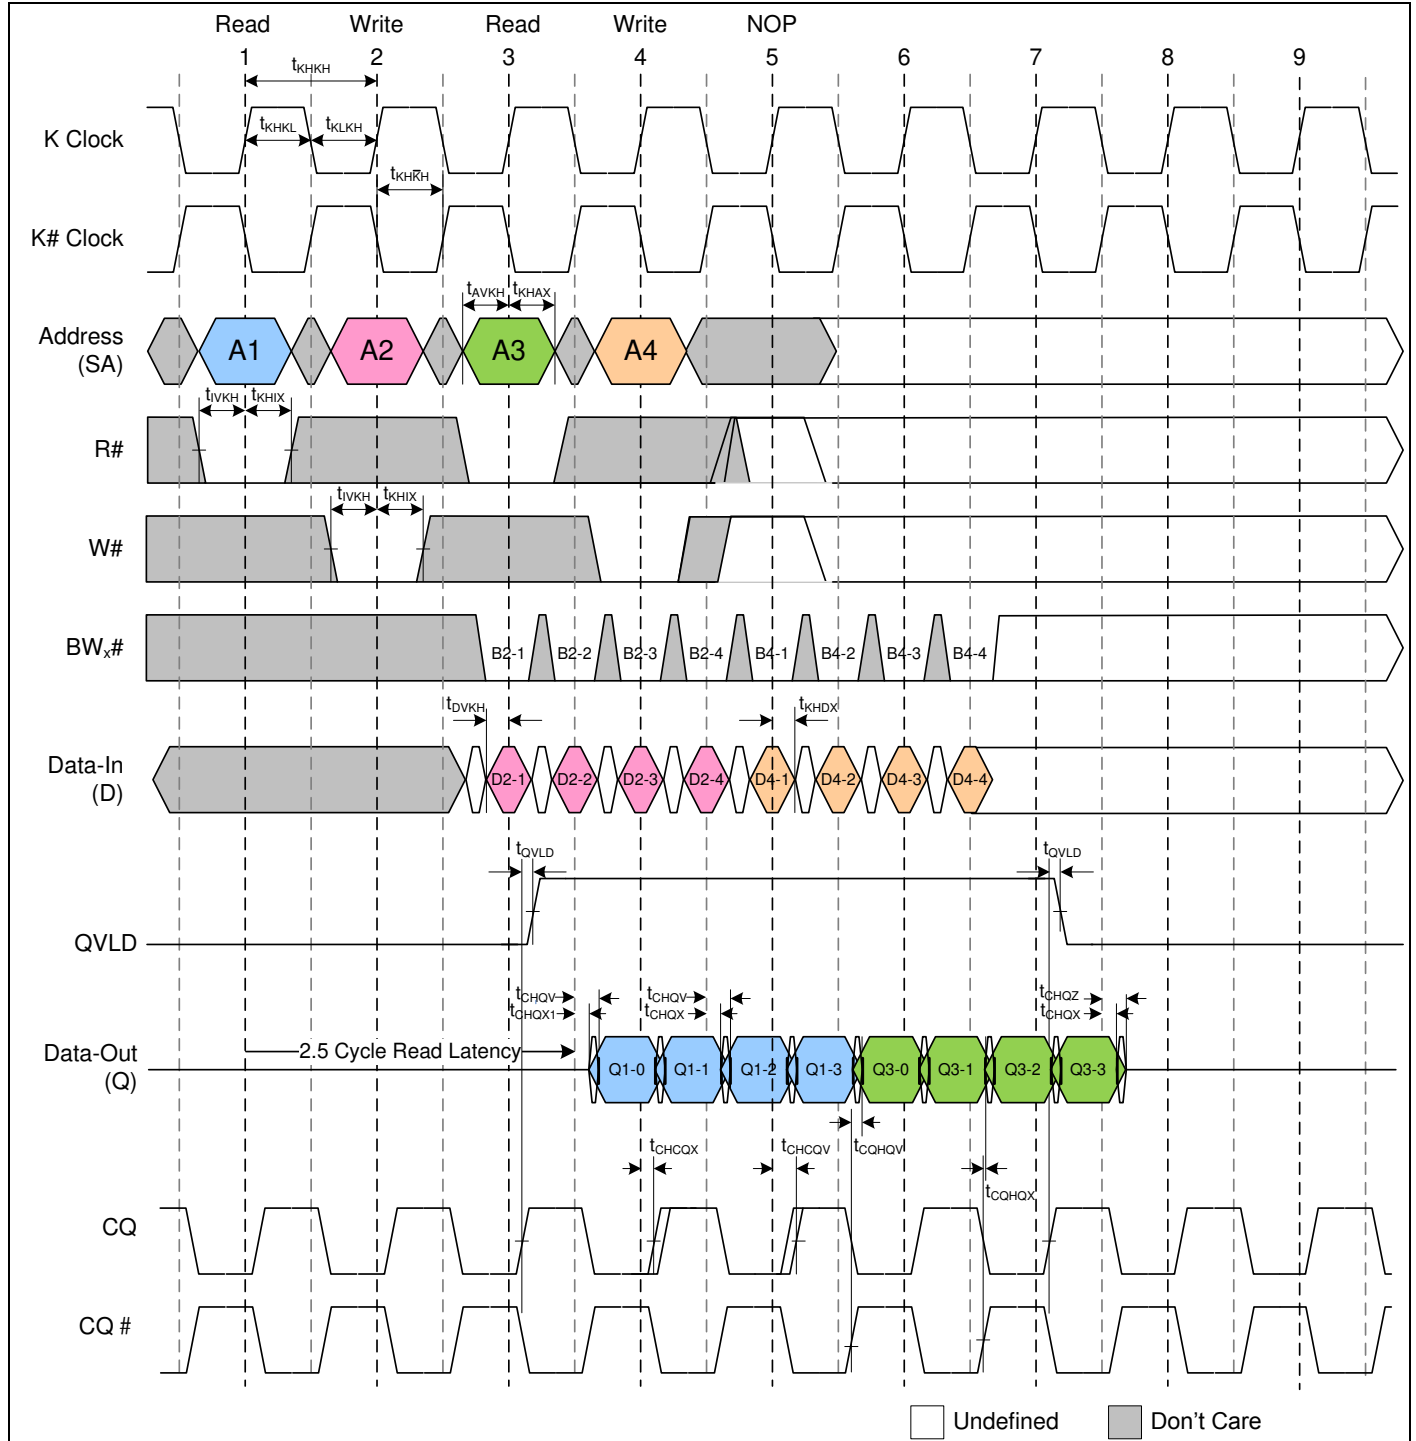 Read Write Read Write NOP
1 2 3 4 5 6 7 8 9
tKHKH
K Clock
tKHKL tKLKH
tKHK̅H
K# Clock
tAVKH tKHAX
Address
(SA)
A1 A2 A3 A4
tIVKH tKHIX
R#
tIVKH tKHIX
W#
BWx#
B2-1 B2-2 B2-3 B2-4 B4-1 B4-2 B4-3 B4-4
tDVKH tKHDX
Data-In
(D)
D2-1 D2-2 D2-3 D2-4 D4-1 D4-2 D4-3 D4-4
tQVLD tQVLD
QVLD
tCHQV tCHQV tCHQZ
tCHQX1 tCHQX tCHQX
Data-Out
(Q)
2.5 Cycle Read Latency
Q1-0 Q1-1 Q1-2 Q1-3 Q3-0 Q3-1 Q3-2 Q3-3
tCHCQX tCHCQV tCQHQV
tCQHQX
CQ
CQ #
Undefined Don't Care